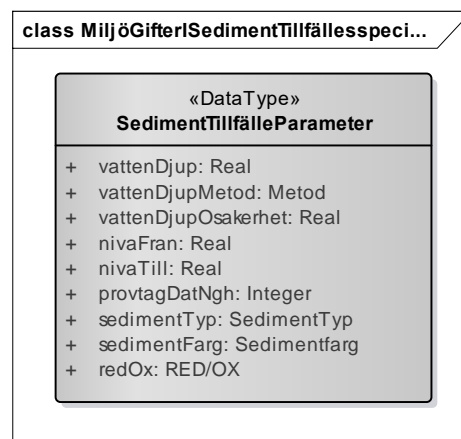 class MiljöGifterISedimentTillfällesspeci...
«DataType»
SedimentTillfälleParameter
+ vattenDjup: Real
+ vattenDjupMetod: Metod
+ vattenDjupOsakerhet: Real
+ nivaFran: Real
+ nivaTill: Real
+ provtagDatNgh: Integer
+ sedimentTyp: SedimentTyp
+ sedimentFarg: Sedimentfarg
+ redOx: RED/OX